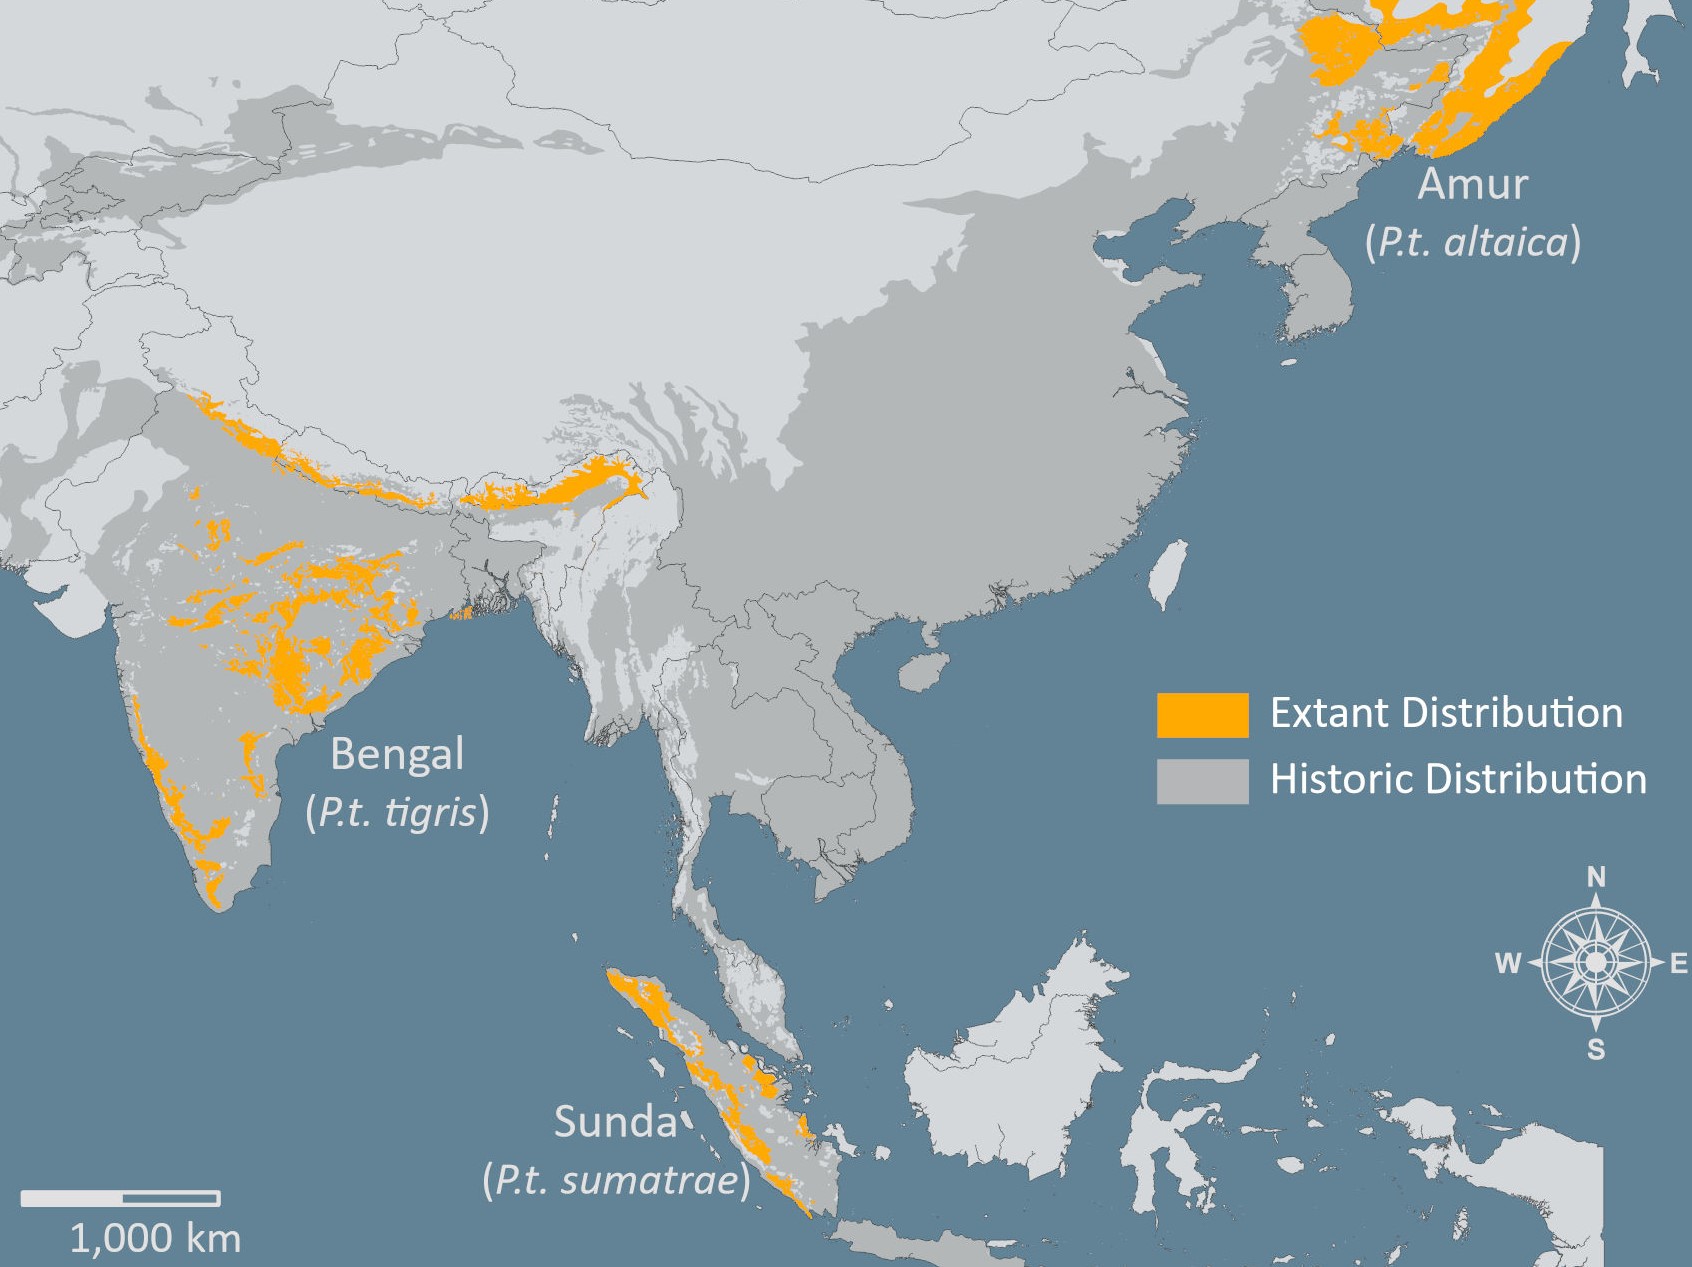 Amur
(P.t. altaica)
Extant Distribution
Historic Distribution
Bengal
(P.t. tigris)
N
W
E
S
Sunda
(P.t. sumatrae)
1,000 km